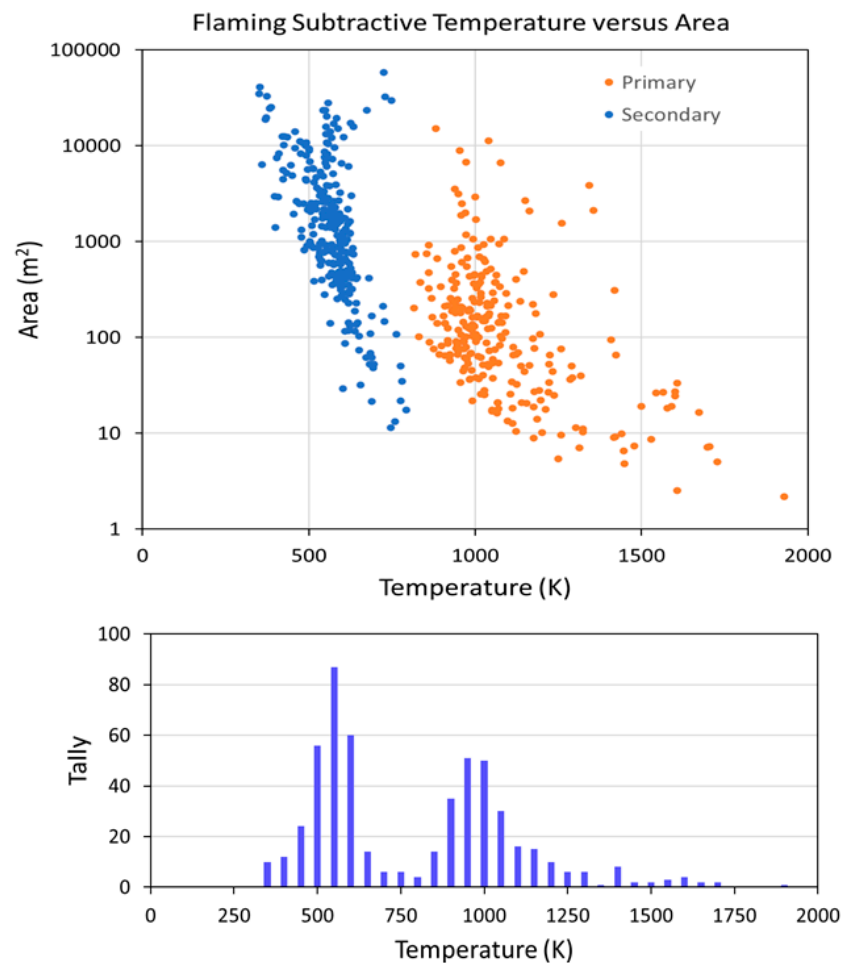 Flaming Subtractive Temperature versus Area
100000
10000
1000
100
10
1
Area (m²)
Primary
Secondary
0 500 1000 1500 2000
Temperature (K)
100
80
60
40
20
0
Tally
0 250 500 750 1000 1250 1500 1750 2000
Temperature (K)